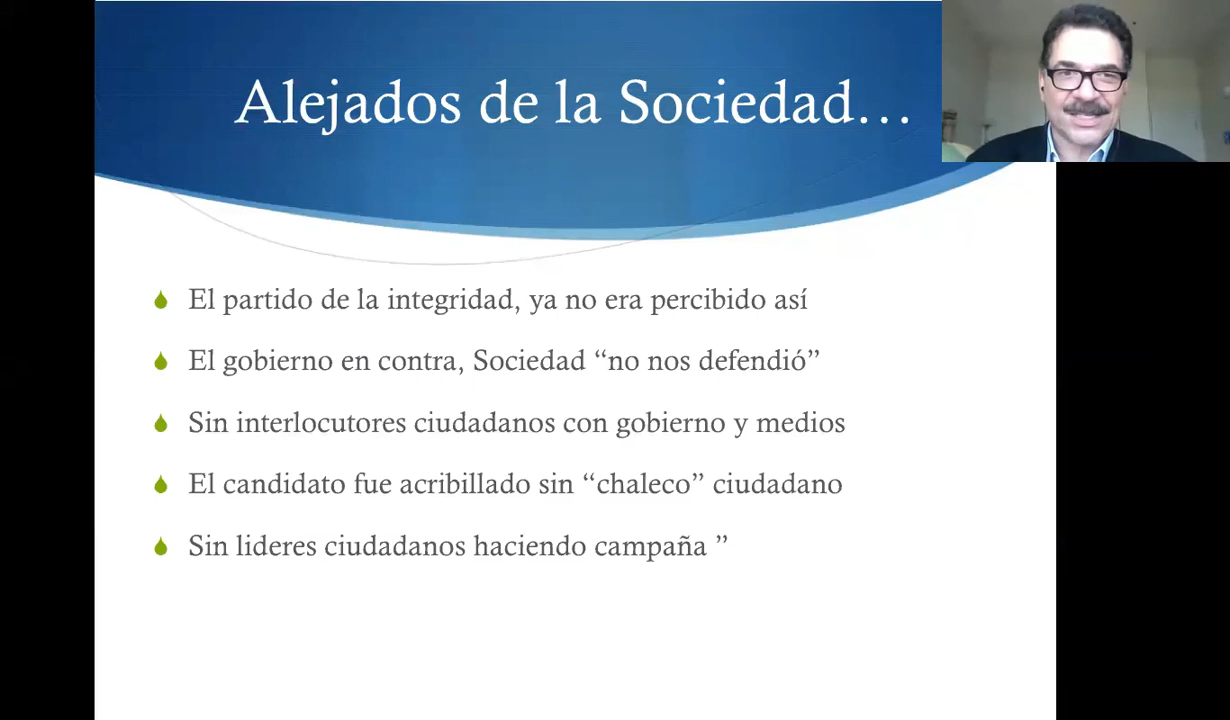 Alejados de la Sociedad…
El partido de la integridad, ya no era percibido así
El gobierno en contra, Sociedad “no nos defendió”
Sin interlocutores ciudadanos con gobierno y medios
El candidato fue acribillado sin “chaleco” ciudadano
Sin lideres ciudadanos haciendo campaña ”